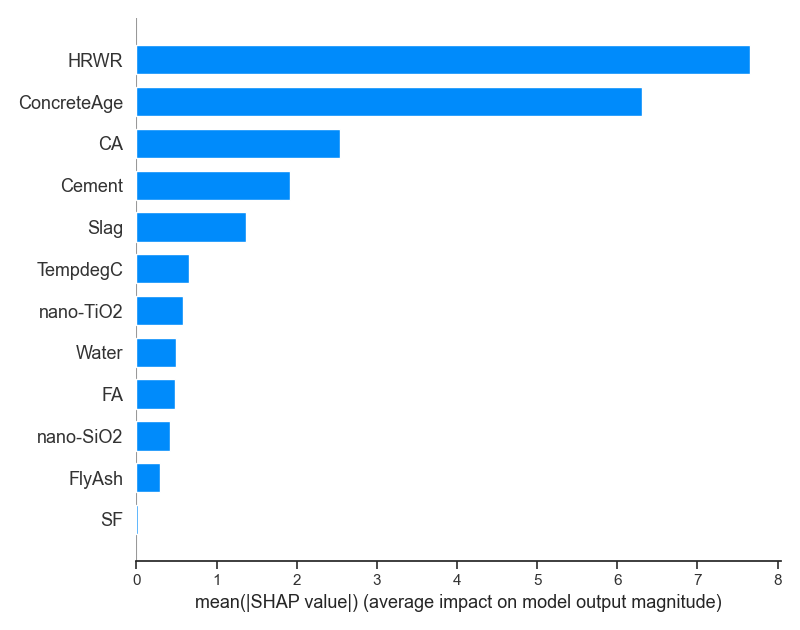 HRWR
ConcreteAge
CA
Cement
Slag
TempdegC
nano-TiO2
Water
FA
nano-SiO2
FlyAsh
SF
0 1 2 3 4 5 6 7 8
mean(|SHAP value|) (average impact on model output magnitude)